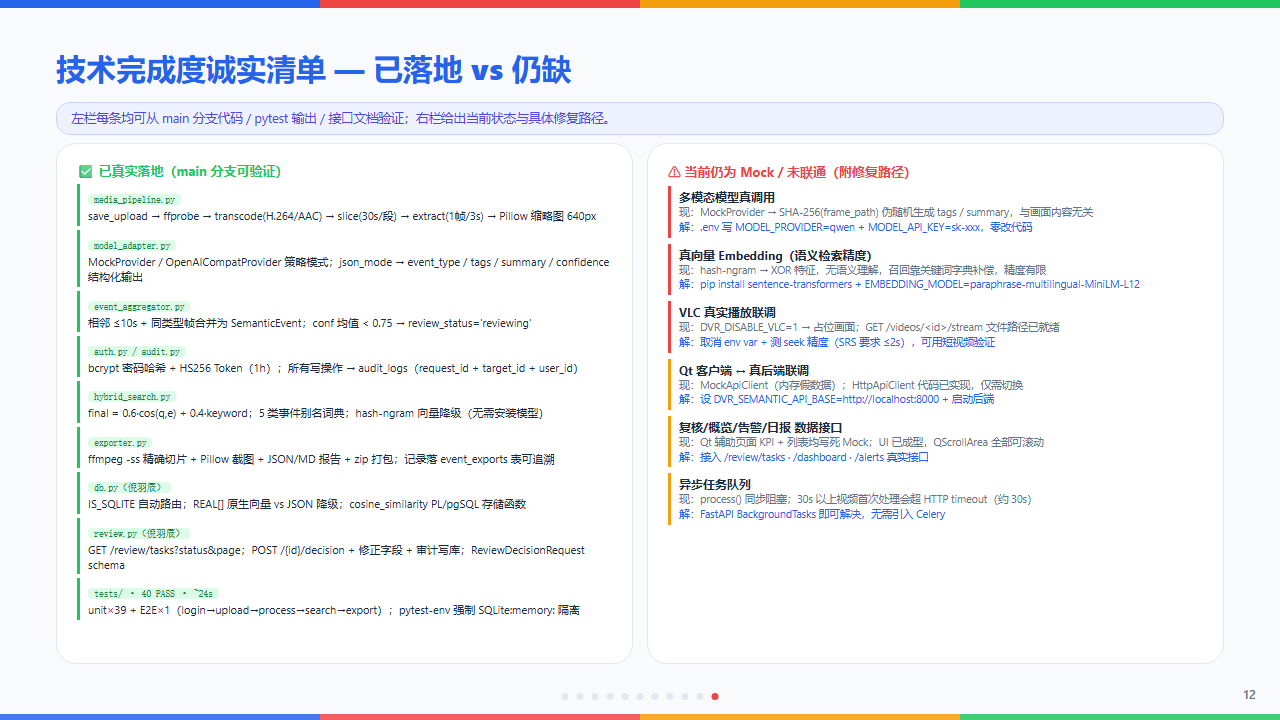 技术完成度诚实清单 — 已落地 vs 仍缺
左栏每条均可从 main 分支代码 / pytest 输出 / 接口文档验证；右栏给出当前状态与具体修复路径。
✅ 已真实落地（main 分支可验证）
media_pipeline.py
save_upload → ffprobe → transcode(H.264/AAC) → slice(30s/段) → extract(1帧/3s) → Pillow 缩略图 640px
model_adapter.py
MockProvider / OpenAICompatProvider 策略模式；json_mode → event_type / tags / summary / confidence
结构化输出
event_aggregator.py
相邻 ≤10s + 同类型帧合并为 SemanticEvent；conf 均值 < 0.75 → review_status='reviewing'
auth.py / audit.py
bcrypt 密码哈希 + HS256 Token（1h）；所有写操作 → audit_logs（request_id + target_id + user_id）
hybrid_search.py
final = 0.6·cos(q,e) + 0.4·keyword；5 类事件别名词典；hash-ngram 向量降级（无需安装模型）
exporter.py
ffmpeg -ss 精确切片 + Pillow 截图 + JSON/MD 报告 + zip 打包；记录落 event_exports 表可追溯
db.py（倪羽辰）
IS_SQLITE 自动路由；REAL[] 原生向量 vs JSON 降级；cosine_similarity PL/pgSQL 存储函数
review.py（倪羽辰）
GET /review/tasks?status&page；POST /{id}/decision + 修正字段 + 审计写库；ReviewDecisionRequest
schema
tests/ · 40 PASS · ~24s
unit×39 + E2E×1（login→upload→process→search→export）；pytest-env 强制 SQLite:memory: 隔离
⚠ 当前仍为 Mock / 未联通（附修复路径）
多模态模型真调用
现：MockProvider → SHA-256(frame_path) 伪随机生成 tags / summary，与画面内容无关
解：.env 写 MODEL_PROVIDER=qwen + MODEL_API_KEY=sk-xxx，零改代码
真向量 Embedding（语义检索精度）
现：hash-ngram → XOR 特征，无语义理解，召回靠关键词字典补偿，精度有限
解：pip install sentence-transformers + EMBEDDING_MODEL=paraphrase-multilingual-MiniLM-L12
VLC 真实播放联调
现：DVR_DISABLE_VLC=1 → 占位画面；GET /videos/<id>/stream 文件路径已就绪
解：取消 env var + 测 seek 精度（SRS 要求 ≤2s），可用短视频验证
Qt 客户端 ↔ 真后端联调
现：MockApiClient（内存假数据）；HttpApiClient 代码已实现，仅需切换
解：设 DVR_SEMANTIC_API_BASE=http://localhost:8000 + 启动后端
复核/概览/告警/日报 数据接口
现：Qt 辅助页面 KPI + 列表均写死 Mock；UI 已成型，QScrollArea 全部可滚动
解：接入 /review/tasks · /dashboard · /alerts 真实接口
异步任务队列
现：process() 同步阻塞；30s 以上视频首次处理会超 HTTP timeout（约 30s）
解：FastAPI BackgroundTasks 即可解决，无需引入 Celery
12